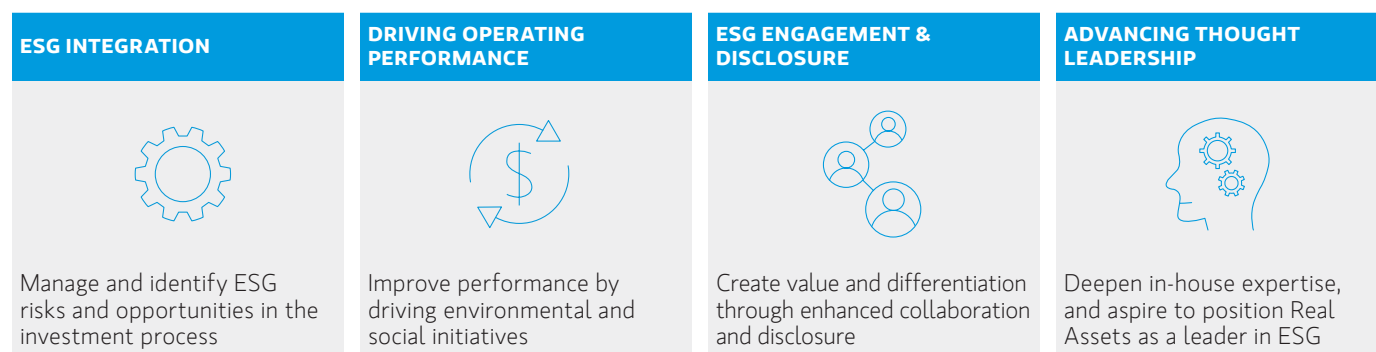 ESG INTEGRATION
Manage and identify ESG
risks and opportunities in the
investment process
DRIVING OPERATING
PERFORMANCE
$
Improve performance by
driving environmental and
social initiatives
ESG ENGAGEMENT &
DISCLOSURE
Create value and differentiation
through enhanced collaboration
and disclosure
ADVANCING THOUGHT
LEADERSHIP
Deepen in-house expertise,
and aspire to position Real
Assets as a leader in ESG